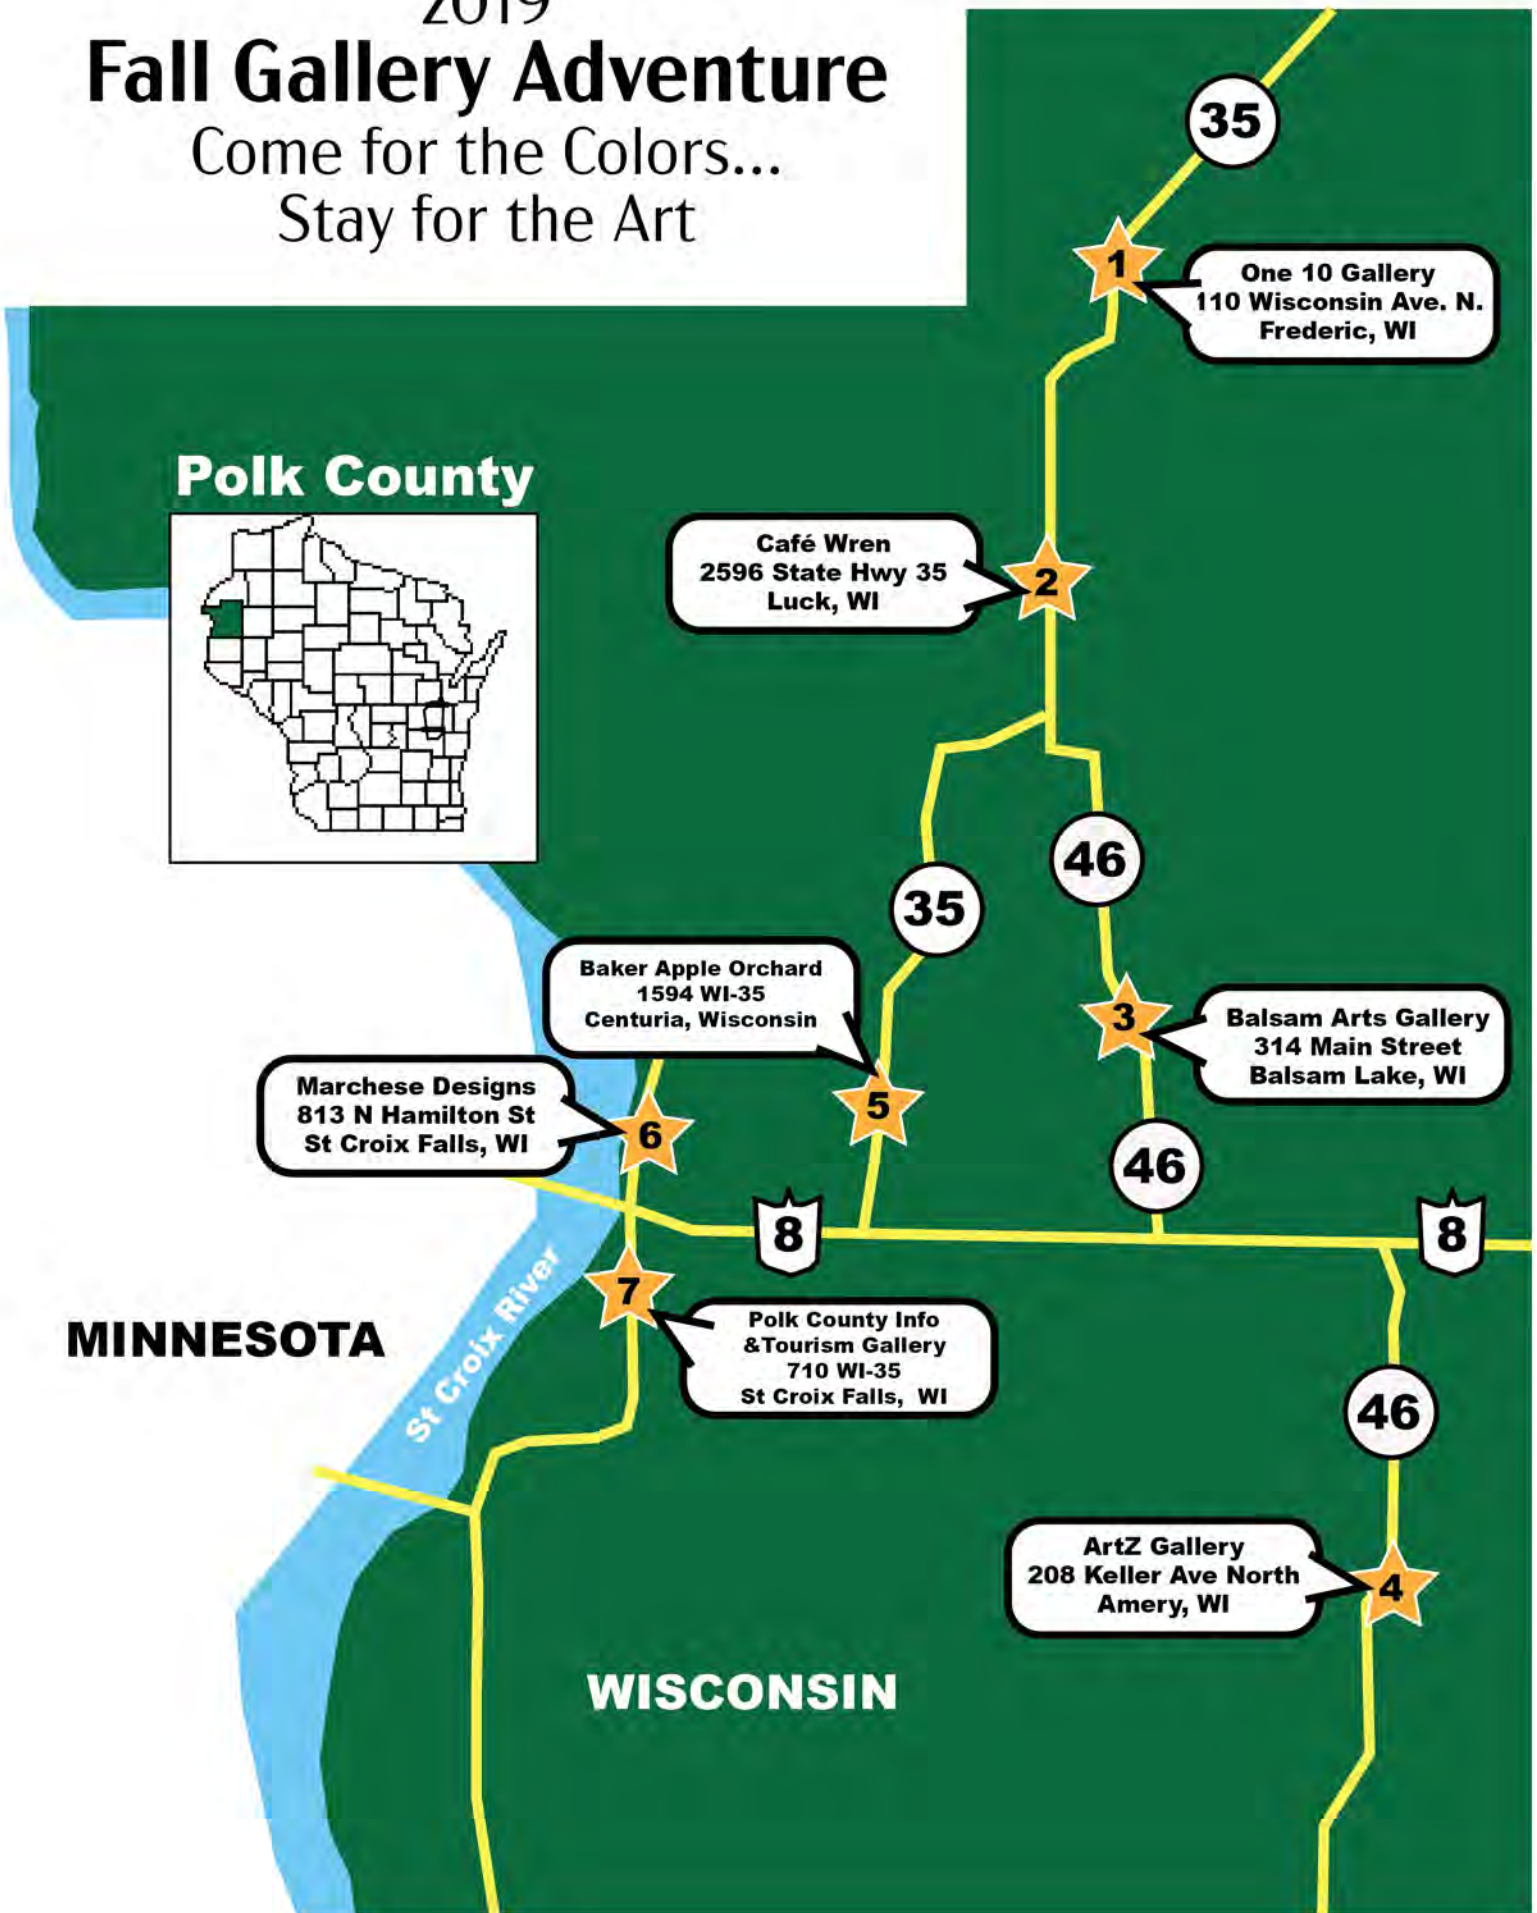 2019
Fall Gallery Adventure
Come for the Colors...
Stay for the Art
35
1
One 10 Gallery
110 Wisconsin Ave. N.
Frederic, WI
Polk County
Café Wren
2596 State Hwy 35
Luck, WI
2
46
35
Baker Apple Orchard
1594 WI-35
Centuria, Wisconsin
3
Balsam Arts Gallery
314 Main Street
Balsam Lake, WI
Marchese Designs
813 N Hamilton St
St Croix Falls, WI
6
5
46
8
8
St Croix River
7
MINNESOTA
Polk County Info
&Tourism Gallery
710 WI-35
St Croix Falls, WI
46
ArtZ Gallery
208 Keller Ave North
Amery, WI
4
WISCONSIN